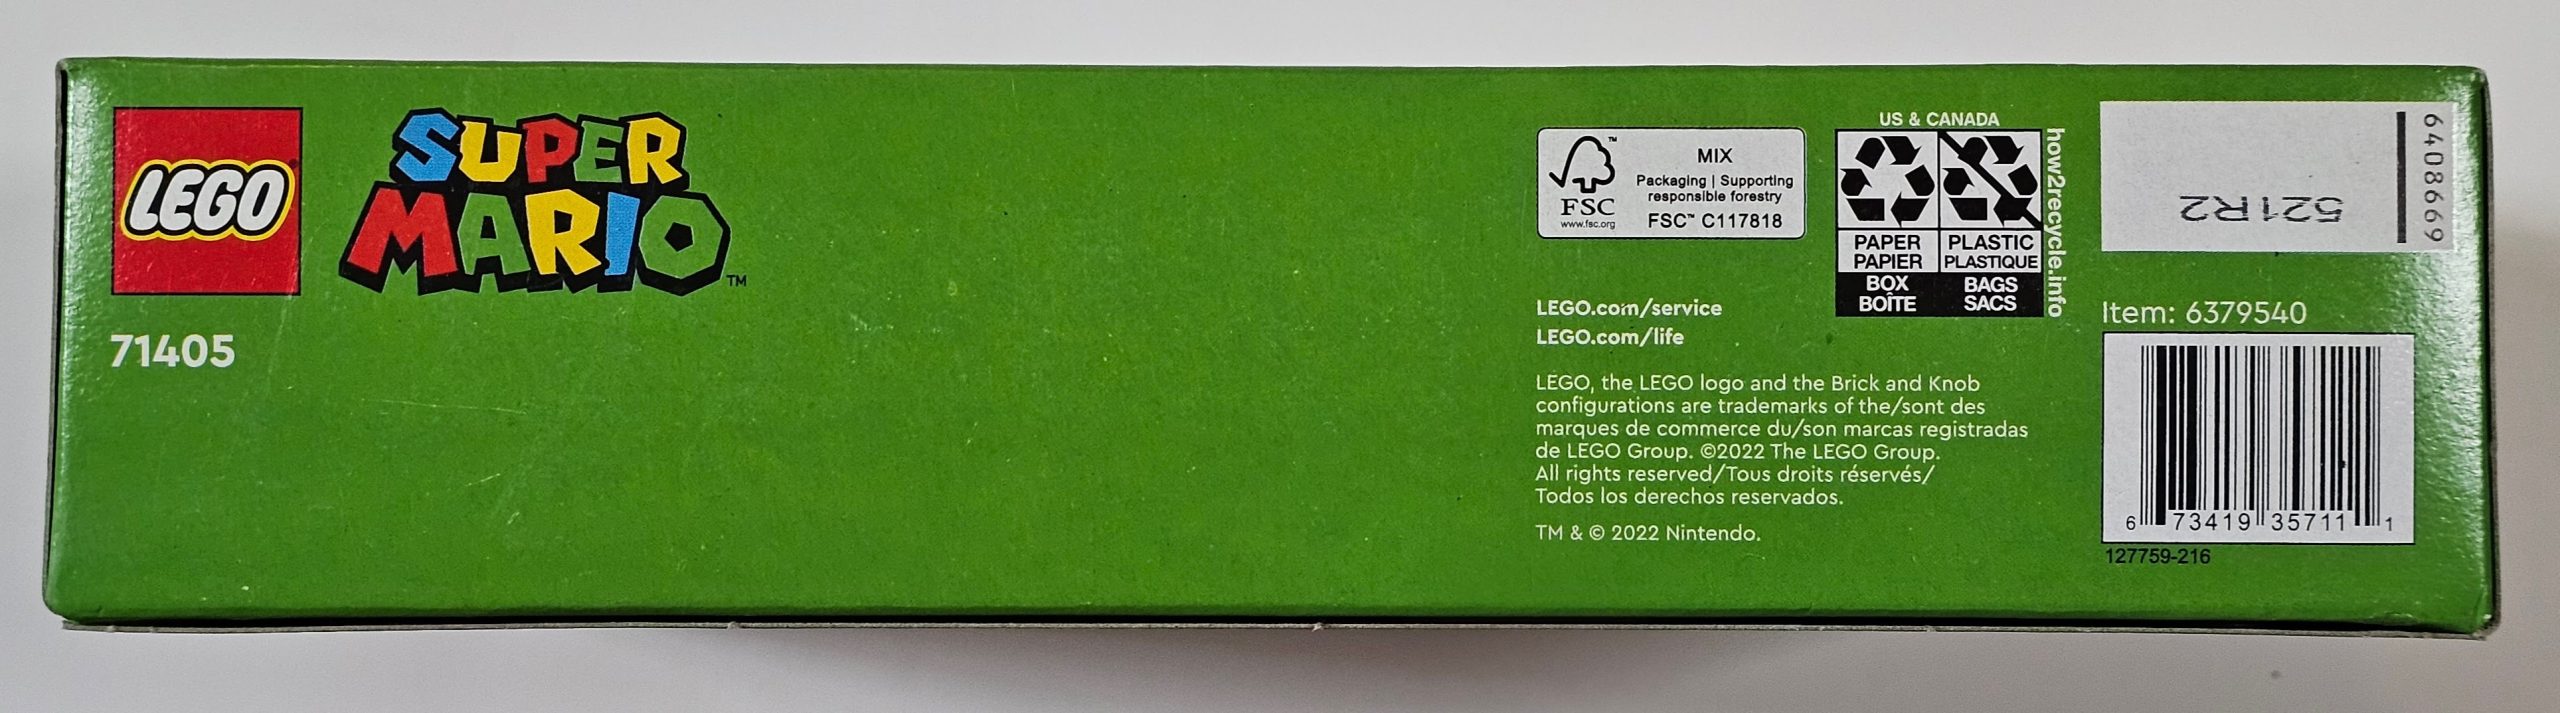 LEGO®
SUPER
MARIO™
71405
FSC™
www.fsc.org
MIX
Packaging | Supporting
responsible forestry
FSC™ C117818
US & CANADA
PAPER
PAPIER
BOX
BOÎTE
PLASTIC
PLASTIQUE
BAGS
SACS
how2recycle.info
6408669
521R2
LEGO.com/service
LEGO.com/life
LEGO, the LEGO logo and the Brick and Knob
configurations are trademarks of the/sont des
marques de commerce du/son marcas registradas
de LEGO Group. ©2022 The LEGO Group.
All rights reserved/Tous droits réservés/
Todos los derechos reservados.
TM & © 2022 Nintendo.
Item: 6379540
6 73419 35711 1
127759-216